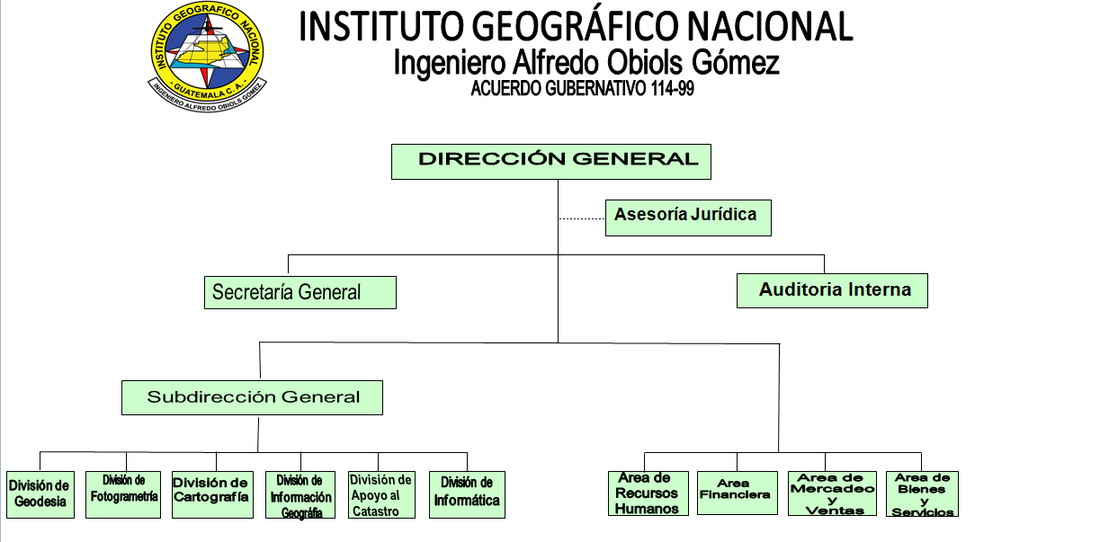 INSTITUTO GEOGRAFICO NACIONAL
- GUATEMALA C. A. -
INGENIERO ALFREDO OBIOLS GÓMEZ
INSTITUTO GEOGRÁFICO NACIONAL
Ingeniero Alfredo Obiols Gómez
ACUERDO GUBERNATIVO 114-99
DIRECCIÓN GENERAL
Asesoría Jurídica
Secretaría General
Auditoria Interna
Subdirección General
División de
Geodesia
División de
Fotogrametría
División de
Cartografía
División de
Información
Geográfia
División de
Apoyo al
Catastro
División de
Informática
Area de
Recursos
Humanos
Area
Financiera
Area de
Mercadeo
y
Ventas
Area de
Bienes
y
Servicios